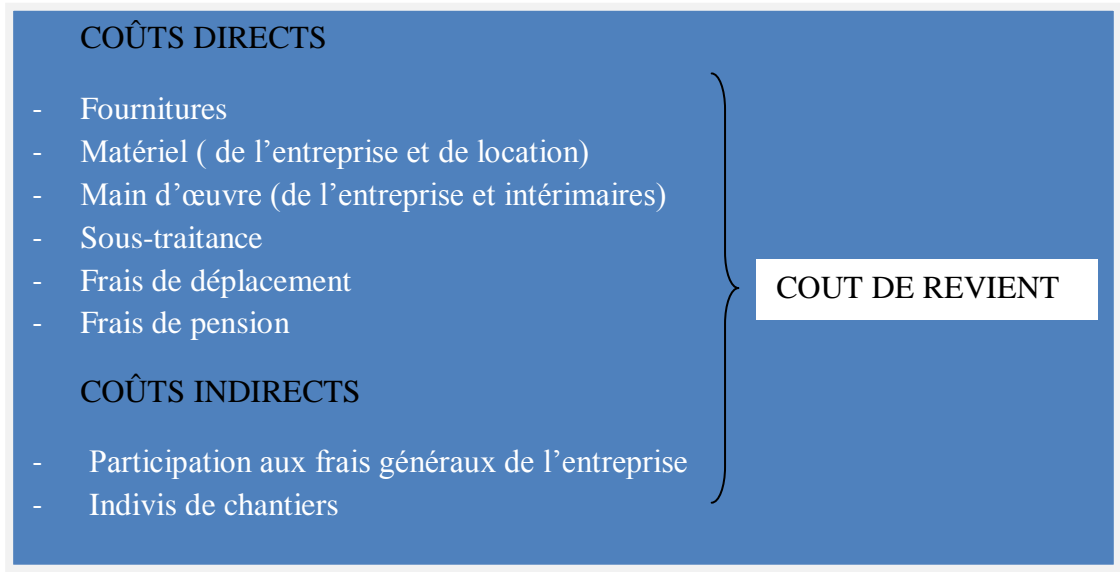 COÛTS DIRECTS
- Fournitures
- Matériel ( de l’entreprise et de location)
- Main d’œuvre (de l’entreprise et intérimaires)
- Sous-traitance
- Frais de déplacement
- Frais de pension
COUT DE REVIENT
COÛTS INDIRECTS
- Participation aux frais généraux de l’entreprise
- Indivis de chantiers